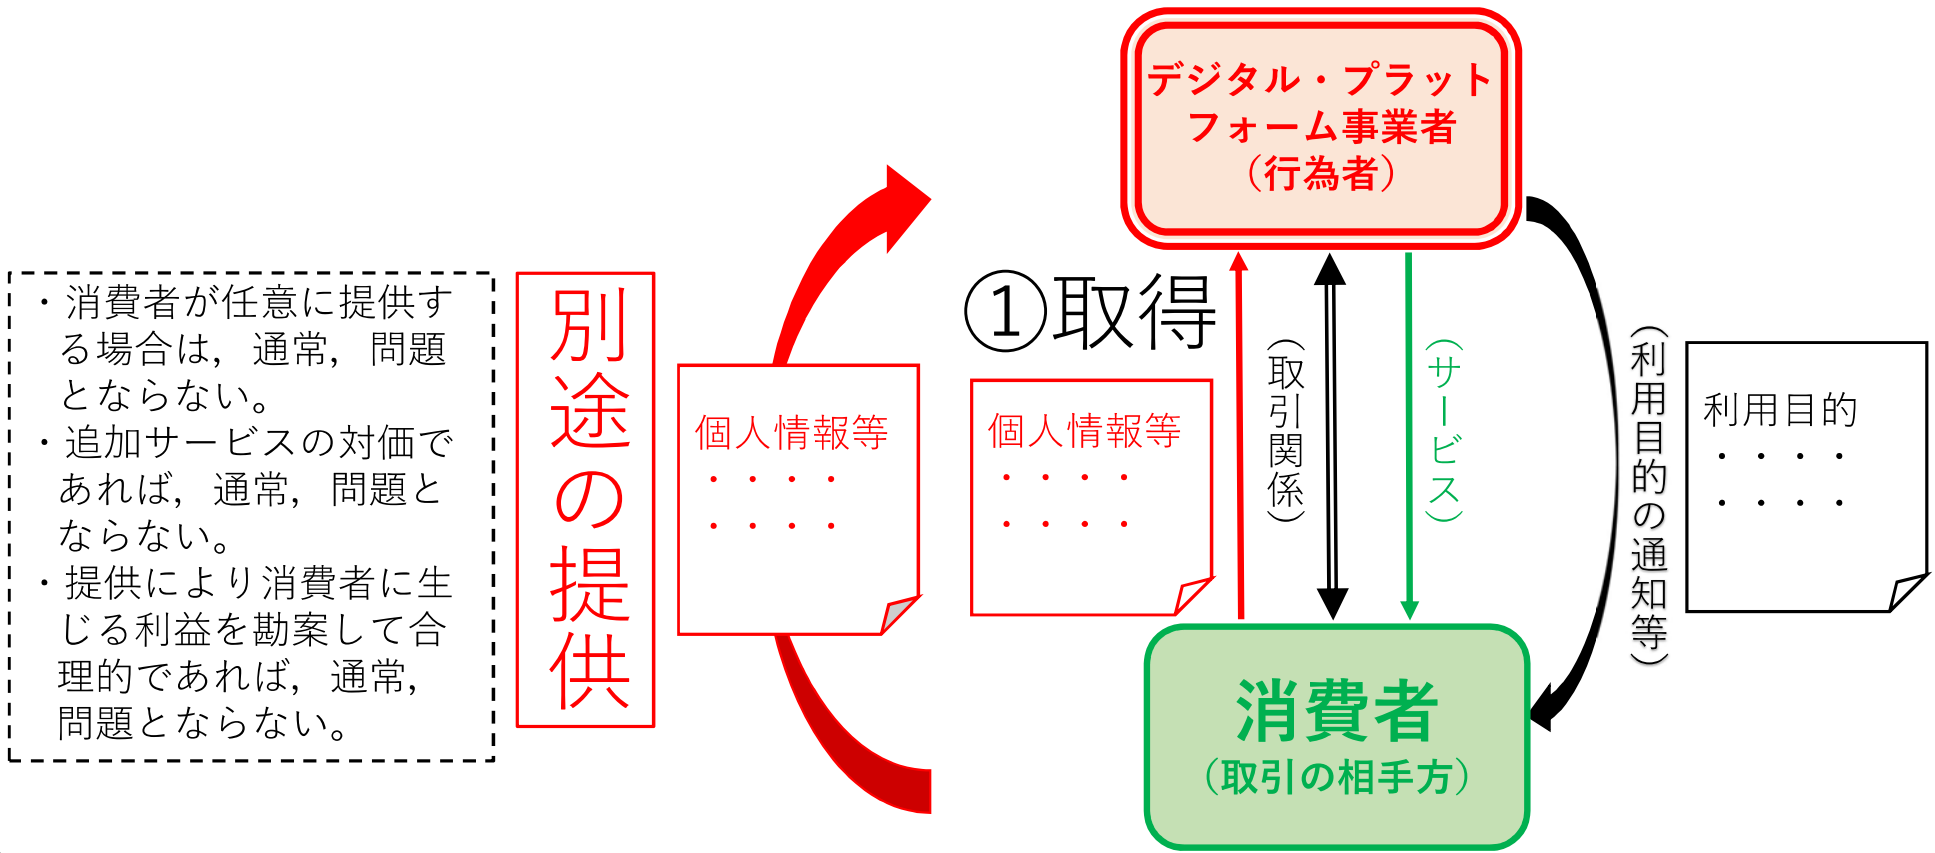 デジタル・プラット
フォーム事業者
（行為者）
・消費者が任意に提供す
る場合は，通常，問題
とならない。
・追加サービスの対価で
あれば，通常，問題と
ならない。
・提供により消費者に生
じる利益を勘案して合
理的であれば，通常，
問題とならない。
別途の提供
個人情報等
・・・・
・・・・
①取得
個人情報等
・・・・
・・・・
（取引関係）
（サービス）
（利用目的の通知等）
利用目的
・・・・
・・・・
消費者
（取引の相手方）